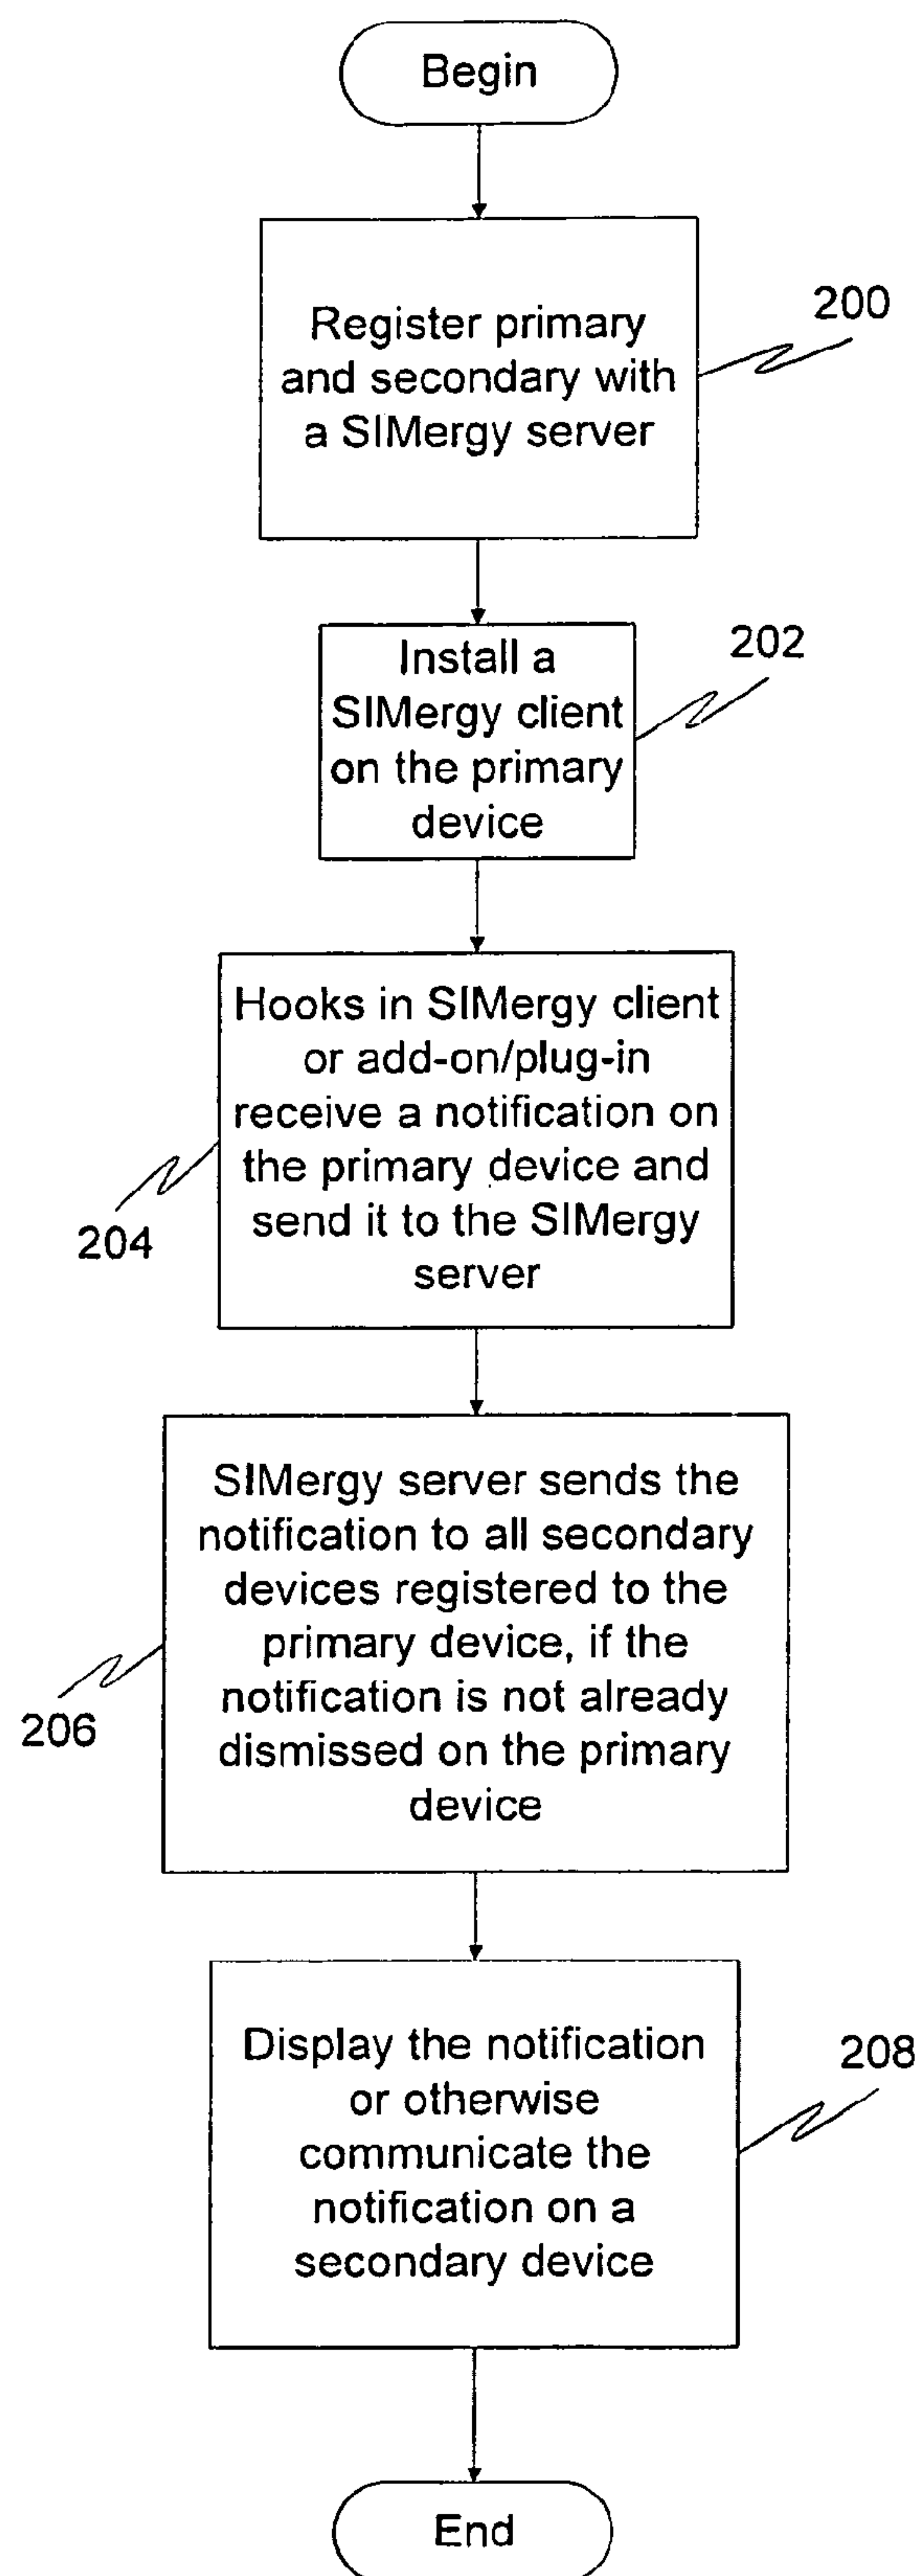 Begin
Register primary
and secondary with
a SIMergy server
200
Install a
SIMergy client
on the primary
device
202
Hooks in SIMergy client
or add-on/plug-in
receive a notification on
the primary device and
send it to the SIMergy
server
204
SIMergy server sends the
notification to all secondary
devices registered to the
primary device, if the
notification is not already
dismissed on the primary
device
206
Display the notification
or otherwise
communicate the
notification on a
secondary device
208
End